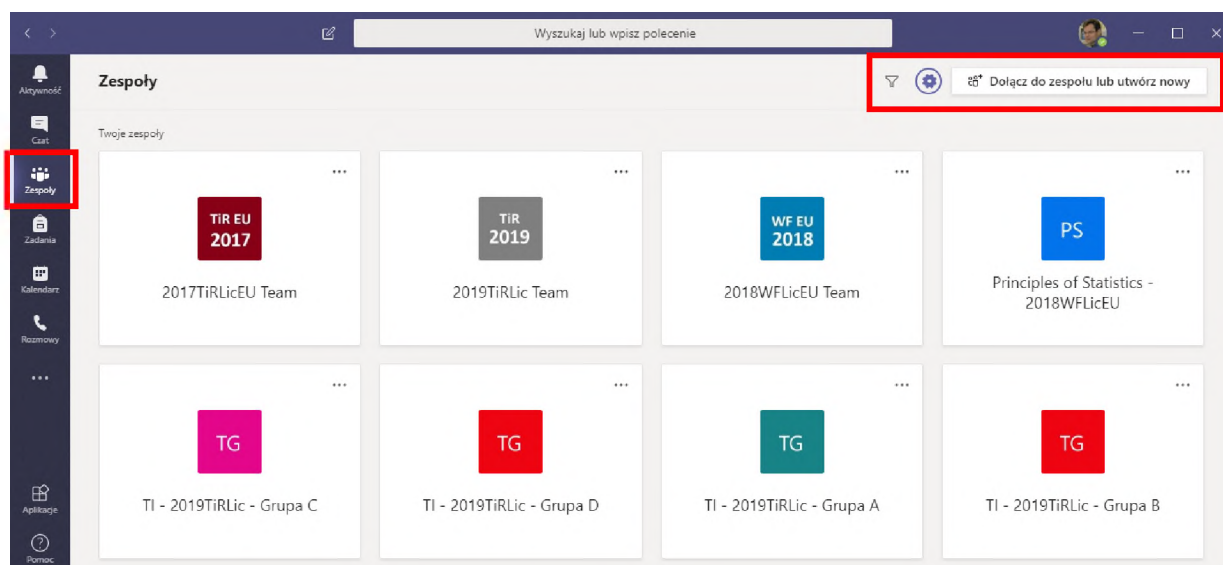 Wyszukaj lub wpisz polecenie
Aktywność
Zespoły
Dołącz do zespołu lub utwórz nowy
Czat
Twoje zespoły
Zespoły
TiR EU
2017
2017TiRLicEU Team
TiR
2019
2019TiRLic Team
WF EU
2018
2018WFLicEU Team
PS
Principles of Statistics -
2018WFLicEU
Zadania
Kalendarz
Rozmowy
TG
TI - 2019TiRLic - Grupa C
TG
TI - 2019TiRLic - Grupa D
TG
TI - 2019TiRLic - Grupa A
TG
TI - 2019TiRLic - Grupa B
Aplikacje
Pomoc